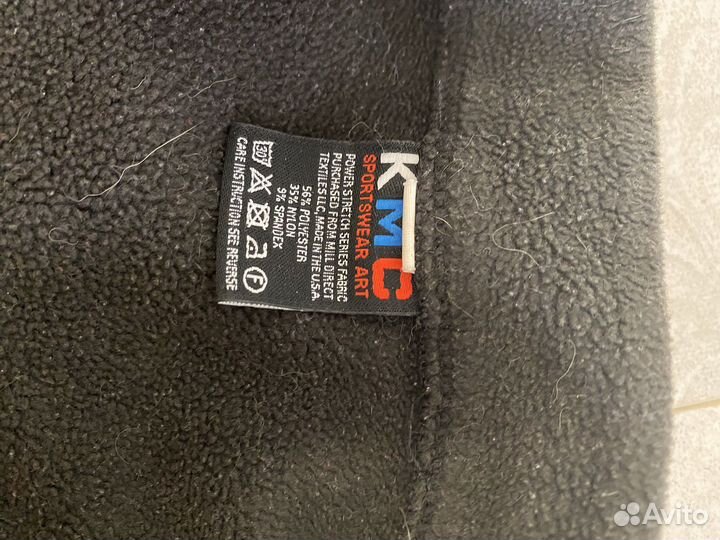 KMC
SPORTSWEAR ART
POWER STRETCH SERIES FABRIC
PURCHASED FROM MILL DIRECT
TEXTILES LLC, MADE IN THE U.S.A.
56% POLYESTER
35% NYLON
9% SPANDEX
30° F
CARE INSTRUCTION SEE REVERSE
Avito